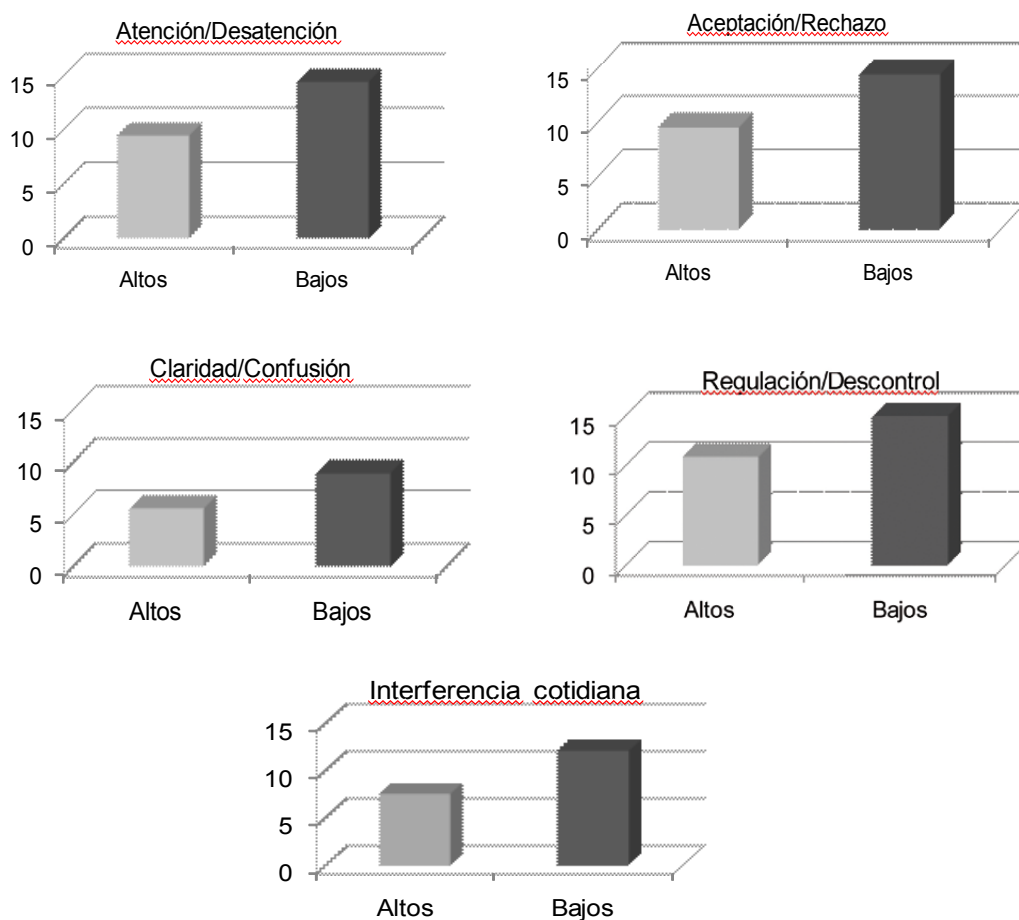 Atención/Desatención
15
10
5
0
Altos Bajos
Aceptación/Rechazo
15
10
5
0
Altos Bajos
Claridad/Confusión
15
10
5
0
Altos Bajos
Regulación/Descontrol
15
10
5
0
Altos Bajos
Interferencia cotidiana
15
10
5
0
Altos Bajos